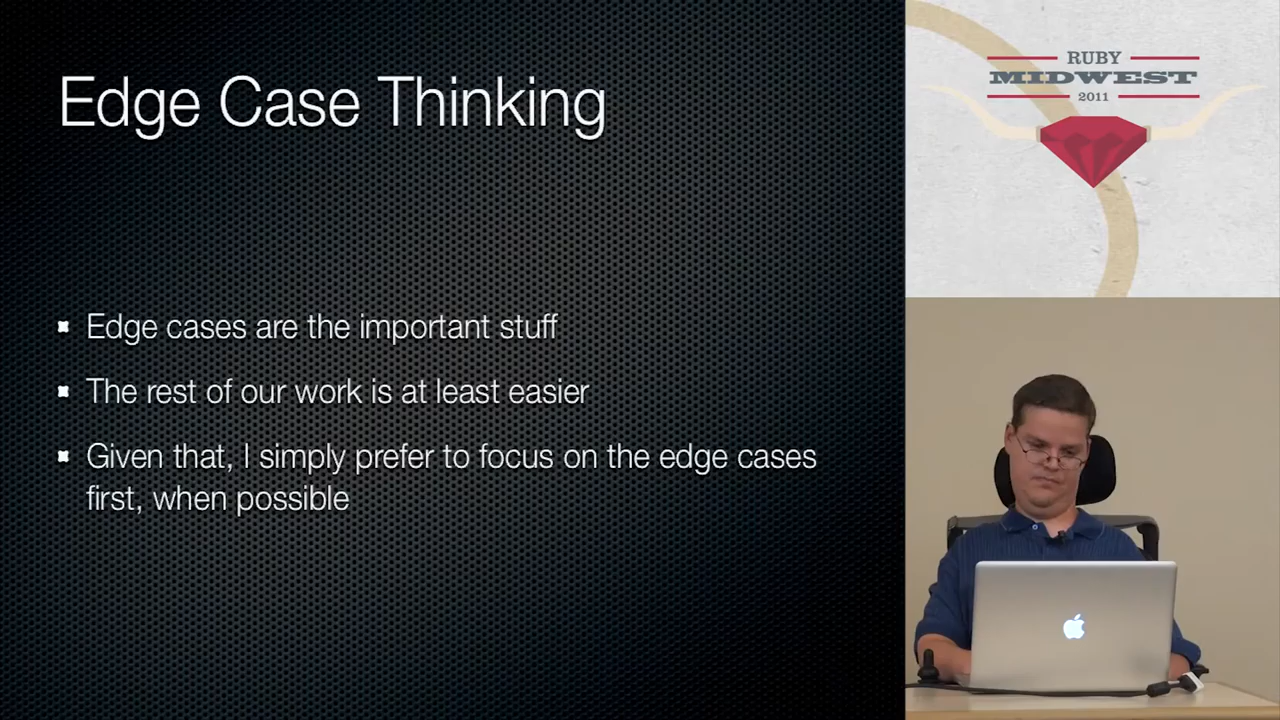 Edge Case Thinking
Edge cases are the important stuff
The rest of our work is at least easier
Given that, I simply prefer to focus on the edge cases
first, when possible
RUBY
MIDWEST
2011